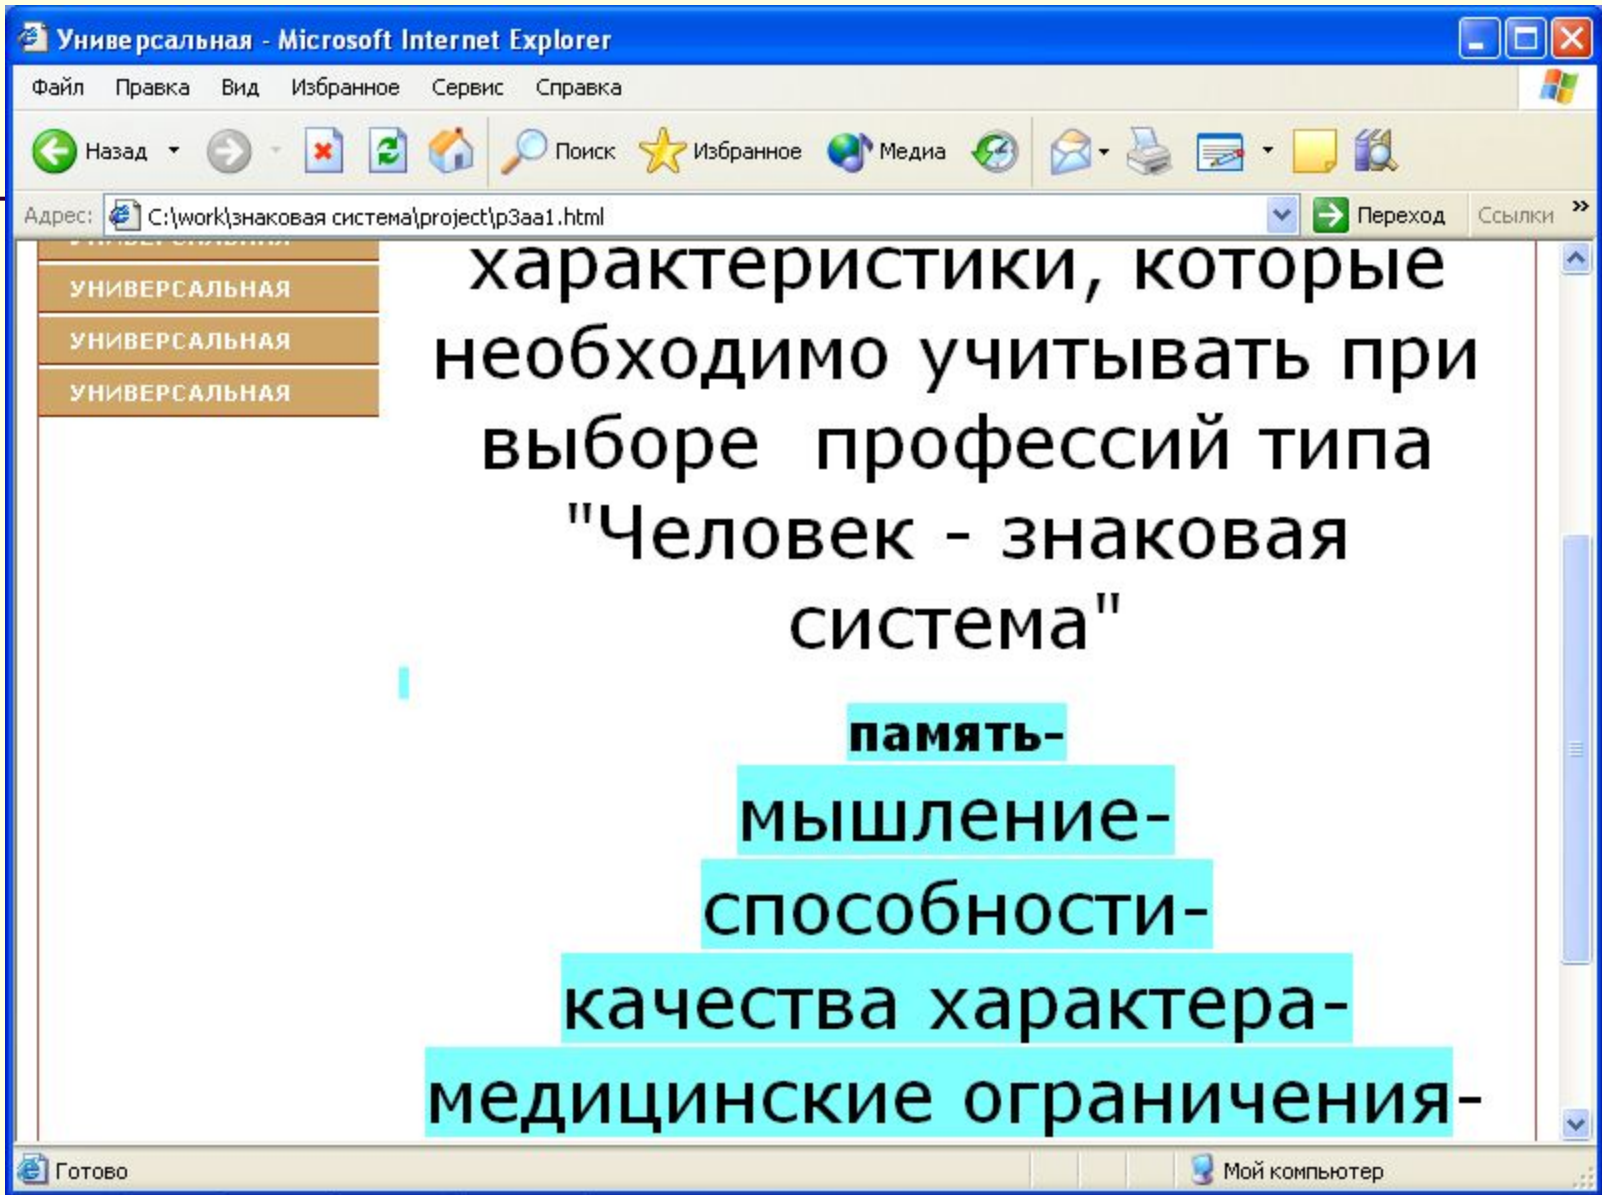 Универсальная - Microsoft Internet Explorer
Файл Правка Вид Избранное Сервис Справка
Назад Поиск Избранное Медиа
Адрес: C:\work\знаковая система\project\p3aa1.html Переход Ссылки »
УНИВЕРСАЛЬНАЯ
УНИВЕРСАЛЬНАЯ
УНИВЕРСАЛЬНАЯ
УНИВЕРСАЛЬНАЯ
характеристики, которые
необходимо учитывать при
выборе профессий типа
"Человек - знаковая
система"
память-
мышление-
способности-
качества характера-
медицинские ограничения-
Готово Мой компьютер